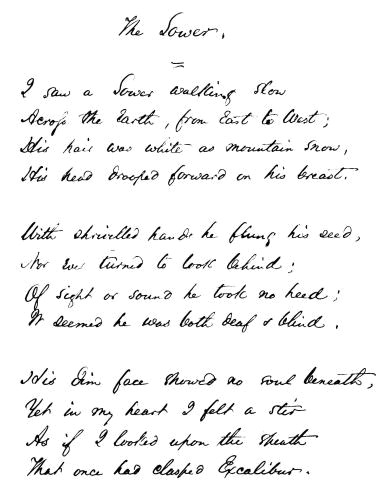 The Sower.
I saw a Sower walking slow
Across the Earth, from East to West;
His hair was white as mountain snow,
His head drooped forward on his breast.
With shrivelled hands he flung his seed,
Nor ever turned to look behind;
Of sight or sound he took no heed;
It seemed he was both deaf & blind.
His dim face showed no soul beneath,
Yet in my heart I felt a stir
As if I looked upon the sheath
That once had clasped Excalibur.